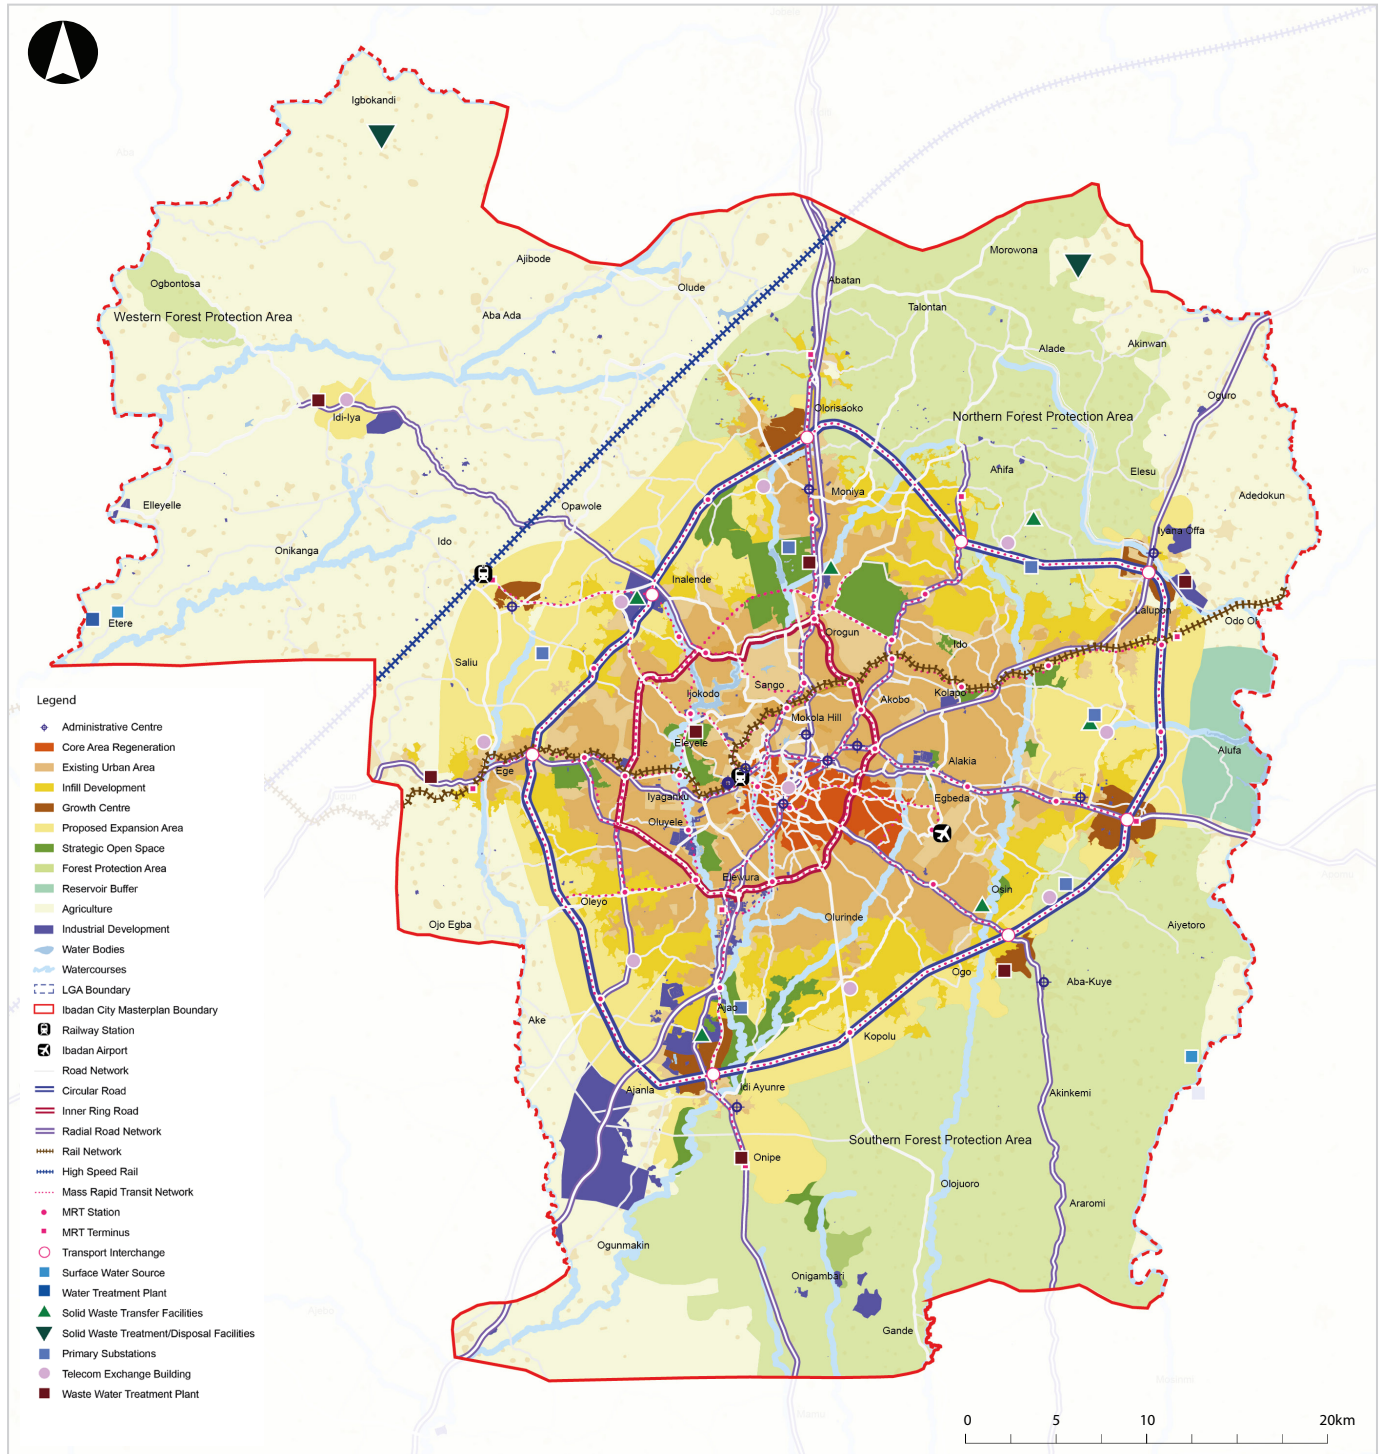 Igbokandi
Ajibode
Ogbontosa
Western Forest Protection Area
Aba Ada
Olude
Abatan
Morowona
Talontan
Alade
Akinwan
Oguro
Northern Forest Protection Area
Idi-Iya
Olorisaoko
Elleyelle
Opawole
Moniya
Elesu
Adedokun
Onikanga
Ido
Iyana Offa
Inalende
Etere
Lalupon
Saliu
Orogun
Ido
Sango
Ijokodo
Kolapo
Akobo
Mokola Hill
Eleyele
Alufa
Ege
Alakia
Iyaganku
Egbeda
Oluyele
Elewura
Osin
Oleyo
Ojo Egba
Olurinde
Aiyetoro
Ogo
Aba-Kuye
Ajao
Ake
Kopolu
Ajanla
Idi Ayunre
Akinkemi
Southern Forest Protection Area
Onipe
Olojuoro
Araromi
Ogunmakin
Onigambari
Gande
Legend
Administrative Centre
Core Area Regeneration
Existing Urban Area
Infill Development
Growth Centre
Proposed Expansion Area
Strategic Open Space
Forest Protection Area
Reservoir Buffer
Agriculture
Industrial Development
Water Bodies
Watercourses
LGA Boundary
Ibadan City Masterplan Boundary
Railway Station
Ibadan Airport
Road Network
Circular Road
Inner Ring Road
Radial Road Network
Rail Network
High Speed Rail
Mass Rapid Transit Network
MRT Station
MRT Terminus
Transport Interchange
Surface Water Source
Water Treatment Plant
Solid Waste Transfer Facilities
Solid Waste Treatment/Disposal Facilities
Primary Substations
Telecom Exchange Building
Waste Water Treatment Plant
0 5 10 20km